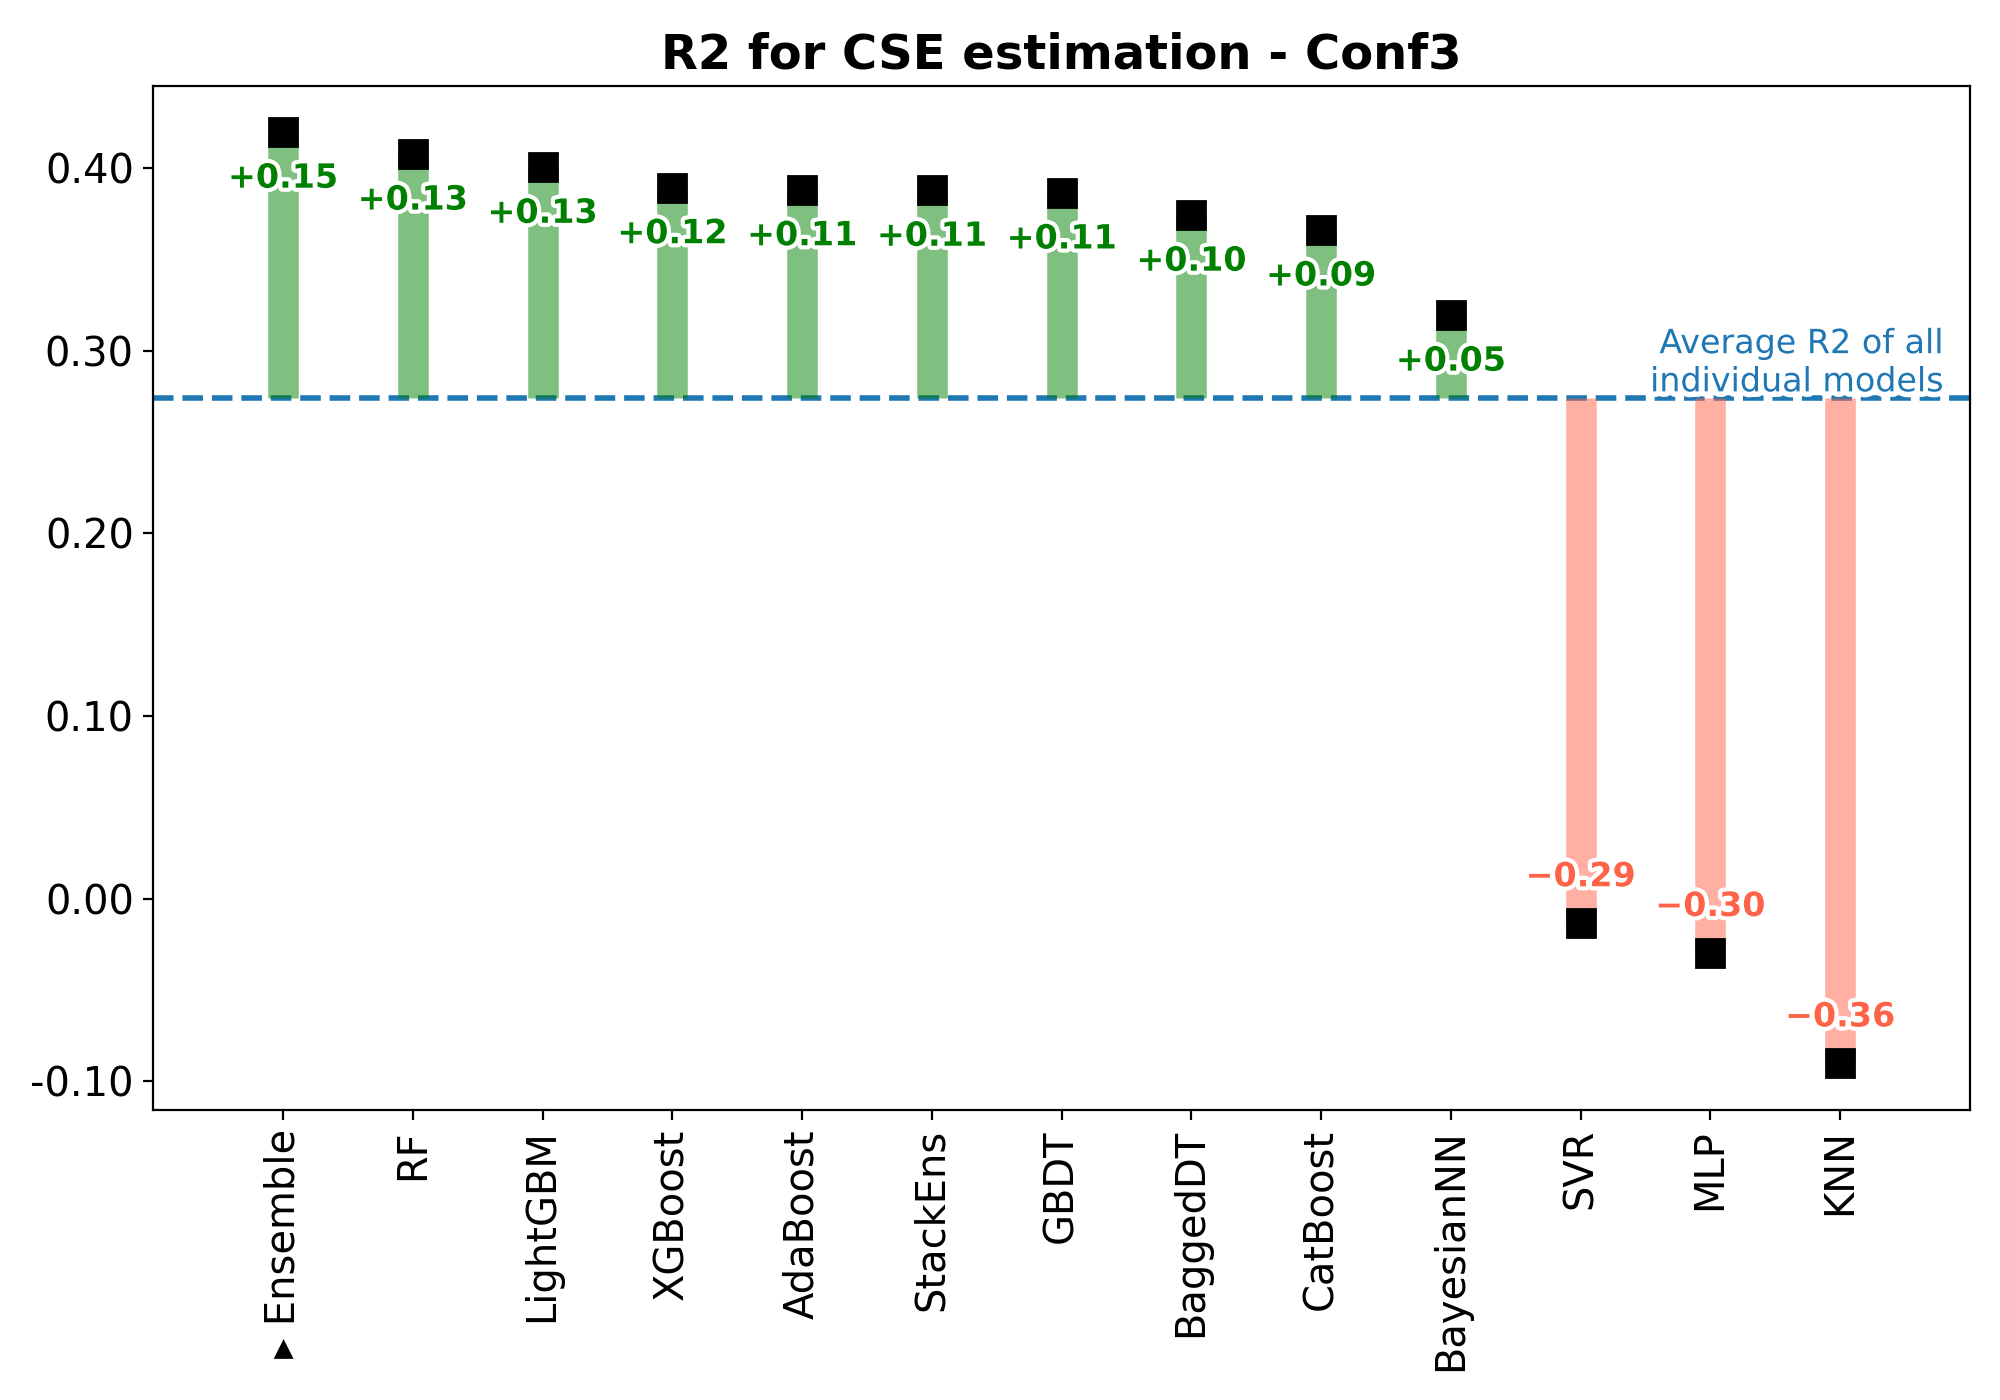 R2 for CSE estimation - Conf3
0.40
0.30
0.20
0.10
0.00
-0.10
+0.15
+0.13
+0.13
+0.12
+0.11
+0.11
+0.11
+0.10
+0.09
+0.05
Average R2 of all
individual models
−0.29
−0.30
−0.36
► Ensemble
RF
LightGBM
XGBoost
AdaBoost
StackEns
GBDT
BaggedDT
CatBoost
BayesianNN
SVR
MLP
KNN